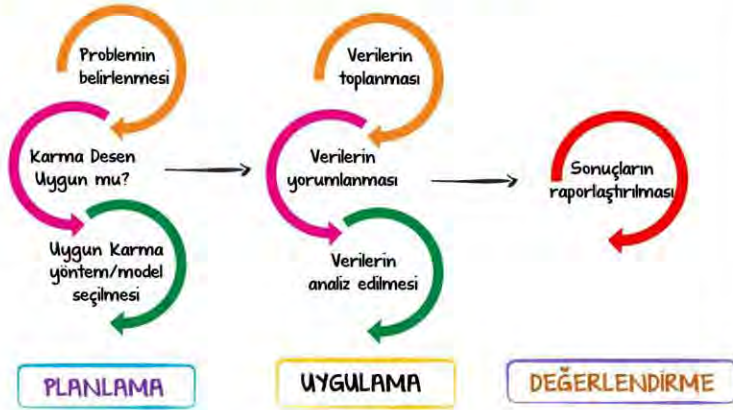 Problemin
belirlenmesi
Karma Desen
Uygun mu?
Uygun Karma
yöntem/model
seçilmesi
PLANLAMA
Verilerin
toplanması
Verilerin
yorumlanması
Verilerin
analiz edilmesi
UYGULAMA
Sonuçların
raporlaştırılması
DEĞERLENDİRME